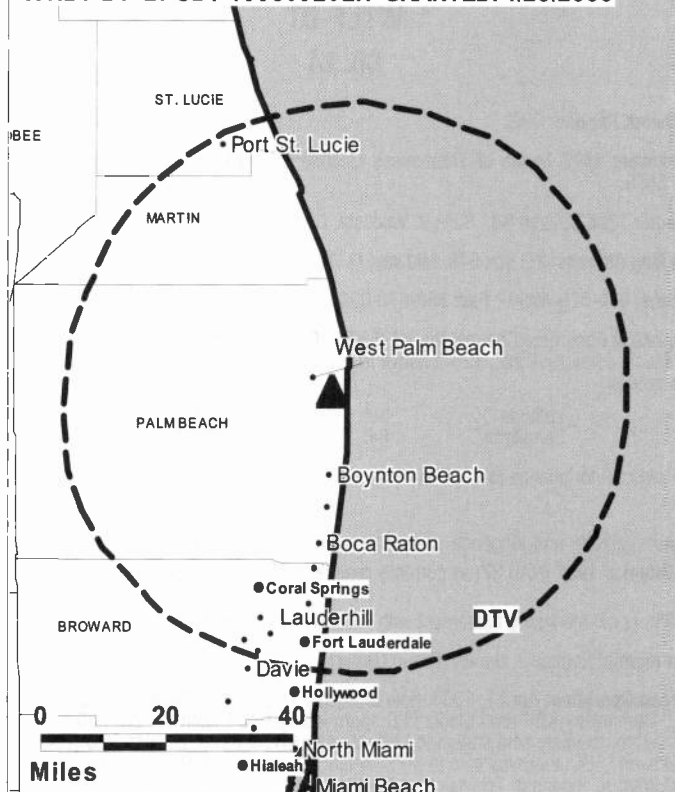 ST. LUCIE
Port St. Lucie
MARTIN
West Palm Beach
PALM BEACH
Boynton Beach
Boca Raton
Coral Springs
Lauderhill
DTV
BROWARD
Fort Lauderdale
Davie
Hollywood
0 20 40
Miles
North Miami
Hialeah
Miami Beach